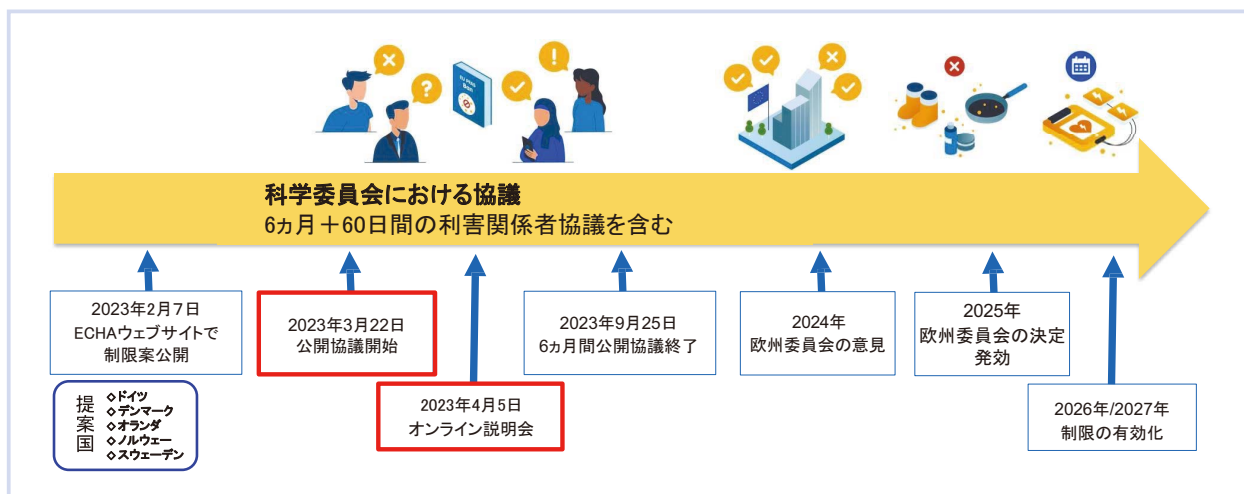 科学委員会における協議
6ヵ月＋60日間の利害関係者協議を含む
2023年2月7日
ECHAウェブサイトで
制限案公開
2023年3月22日
公開協議開始
2023年4月5日
オンライン説明会
2023年9月25日
6ヵ月間公開協議終了
2024年
欧州委員会の意見
2025年
欧州委員会の決定
発効
2026年/2027年
制限の有効化
提案国
◇ドイツ
◇デンマーク
◇オランダ
◇ノルウェー
◇スウェーデン